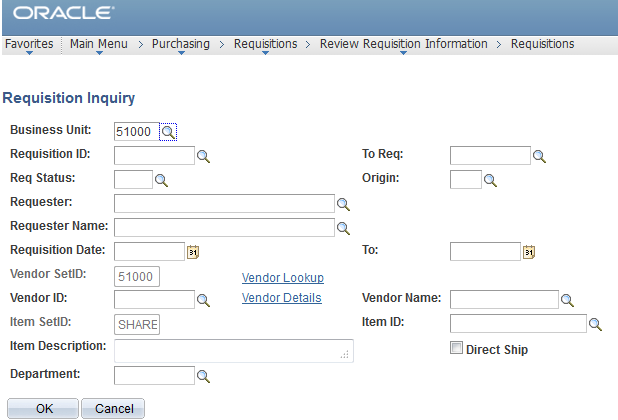 ORACLE
Favorites Main Menu > Purchasing > Requisitions > Review Requisition Information > Requisitions
Requisition Inquiry
Business Unit: 51000
Requisition ID: To Req:
Req Status: Origin:
Requester:
Requester Name:
Requisition Date: 31 To: 31
Vendor SetID: 51000 Vendor Lookup
Vendor ID: Vendor Details Vendor Name:
Item SetID: SHARE Item ID:
Item Description: Direct Ship
Department:
OK Cancel